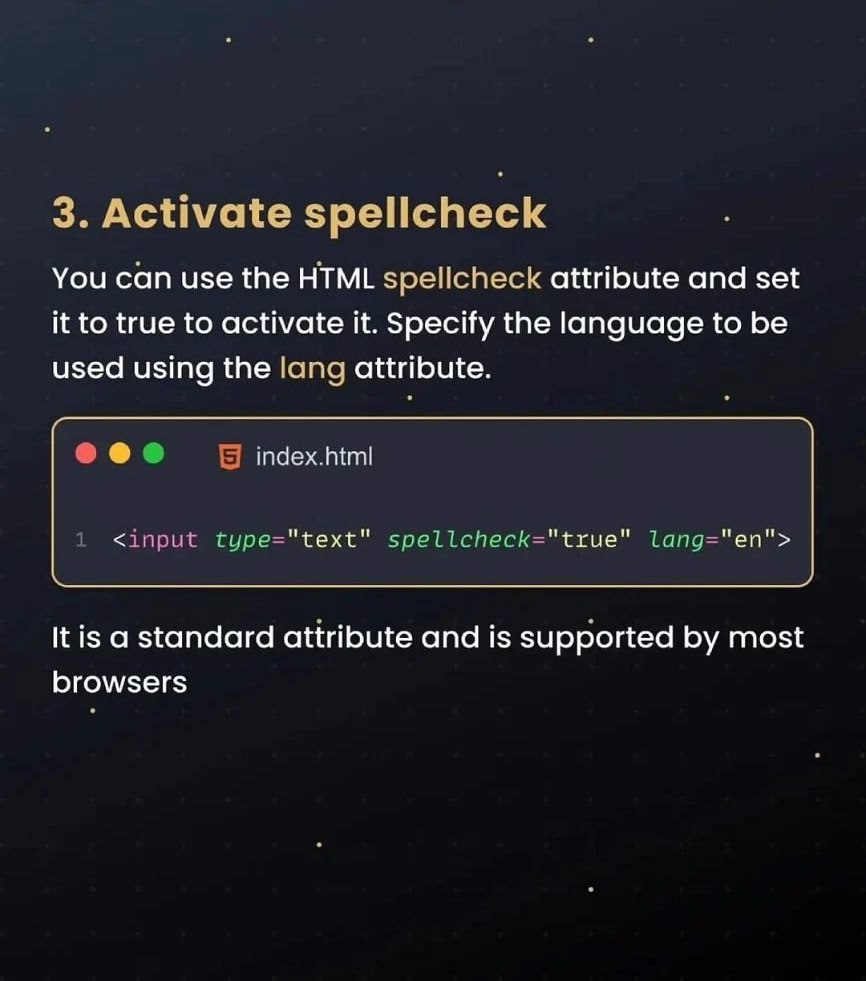 3. Activate spellcheck
You can use the HTML spellcheck attribute and set
it to true to activate it. Specify the language to be
used using the lang attribute.
index.html
1 <input type="text" spellcheck="true" lang="en">
It is a standard attribute and is supported by most
browsers